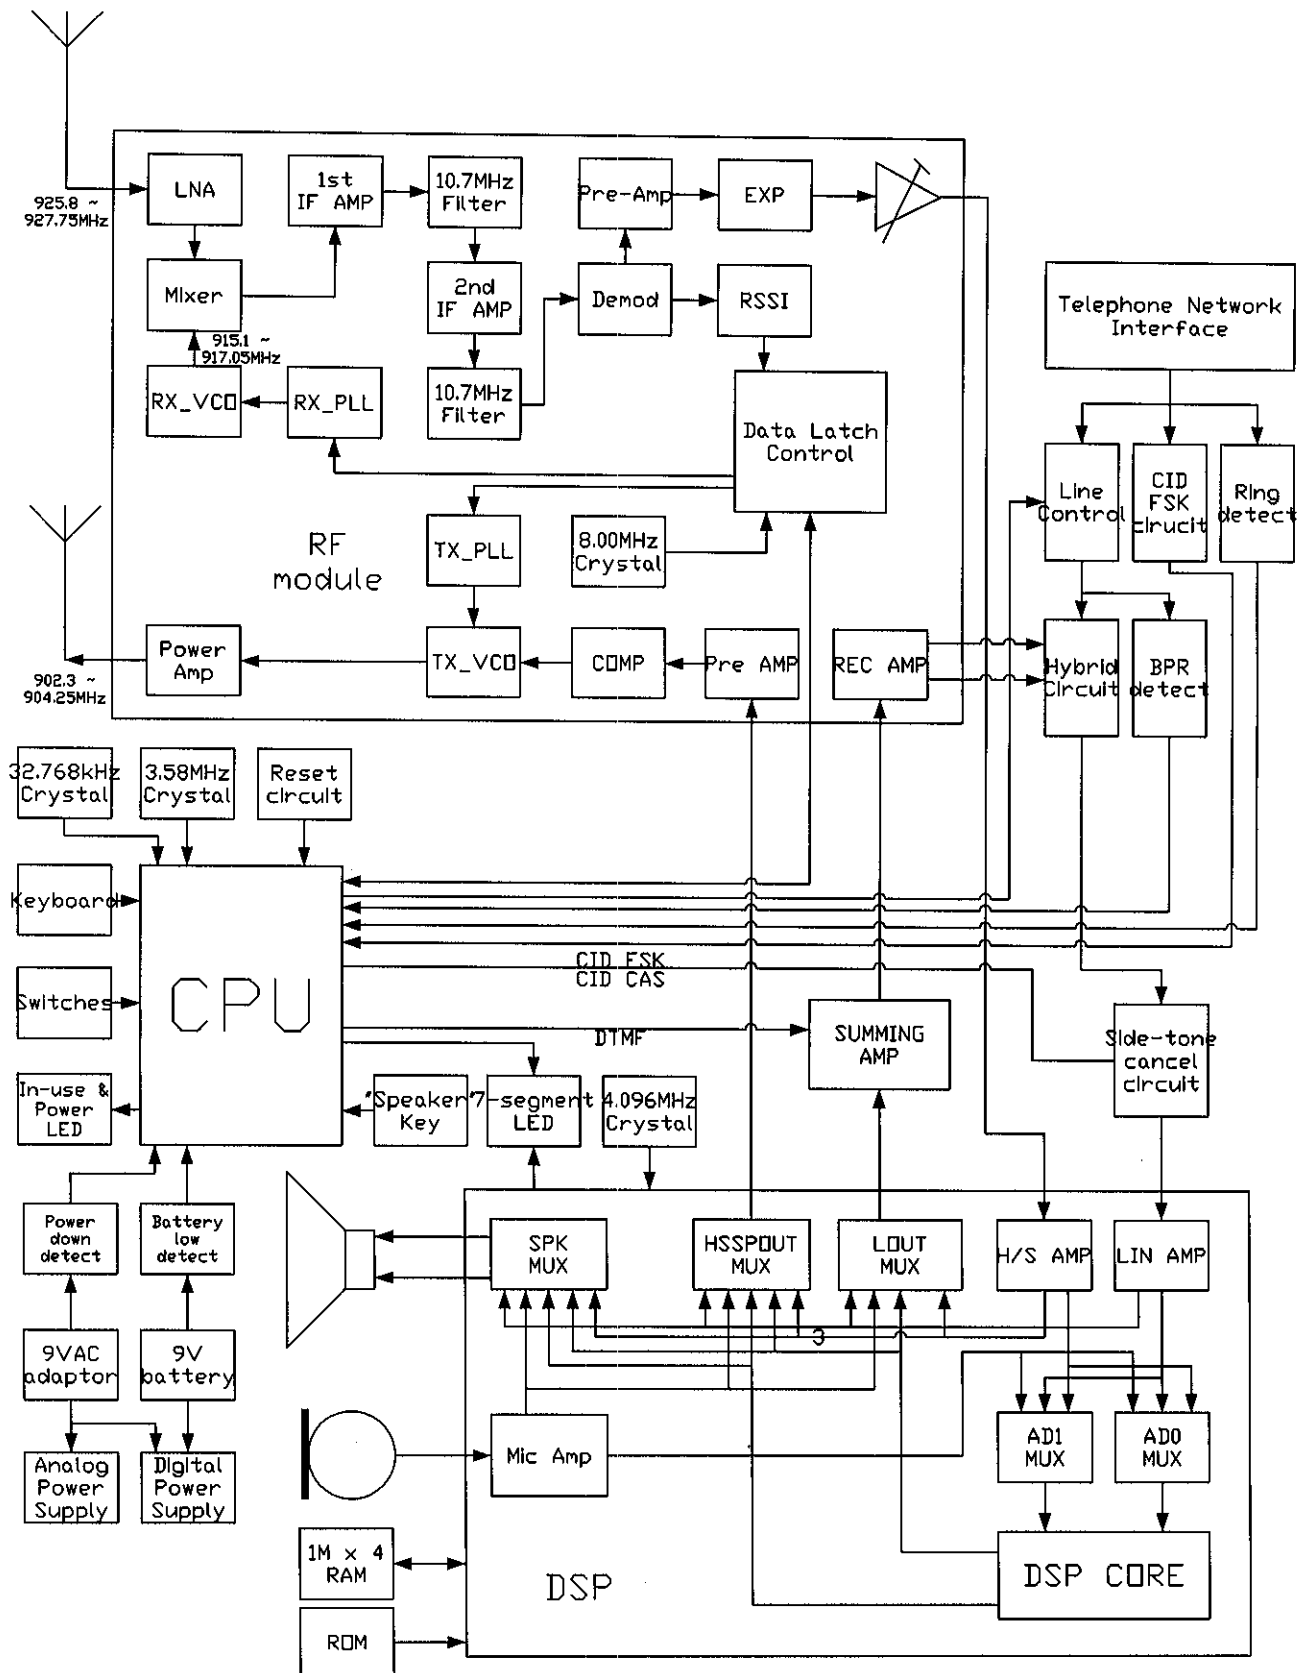 925.8 ~
927.75MHz
LNA
1st
IF AMP
10.7MHz
Filter
Pre-Amp
EXP
Mixer
2nd
IF AMP
Demod
RSSI
915.1 ~
917.05MHz
RX_VCO
RX_PLL
10.7MHz
Filter
Data Latch
Control
Telephone Network
Interface
Line
Control
CID
FSK
cirucit
Ring
detect
RF
module
TX_PLL
8.00MHz
Crystal
Power
Amp
TX_VCO
COMP
Pre AMP
REC AMP
Hybrid
Circuit
BPR
detect
902.3 ~
904.25MHz
32.768kHz
Crystal
3.58MHz
Crystal
Reset
circuit
Keyboard
CPU
Switches
CID FSK
CID CAS
DTMF
SUMMING
AMP
Side-tone
cancel
circuit
In-use &
Power
LED
"Speaker"
Key
7-segment
LED
4.096MHz
Crystal
Power
down
detect
Battery
low
detect
SPK
MUX
HSSPOUT
MUX
LOUT
MUX
H/S AMP
LIN AMP
3
9VAC
adaptor
9V
battery
Mic Amp
AD1
MUX
AD0
MUX
Analog
Power
Supply
Digital
Power
Supply
1M x 4
RAM
DSP
DSP CORE
ROM